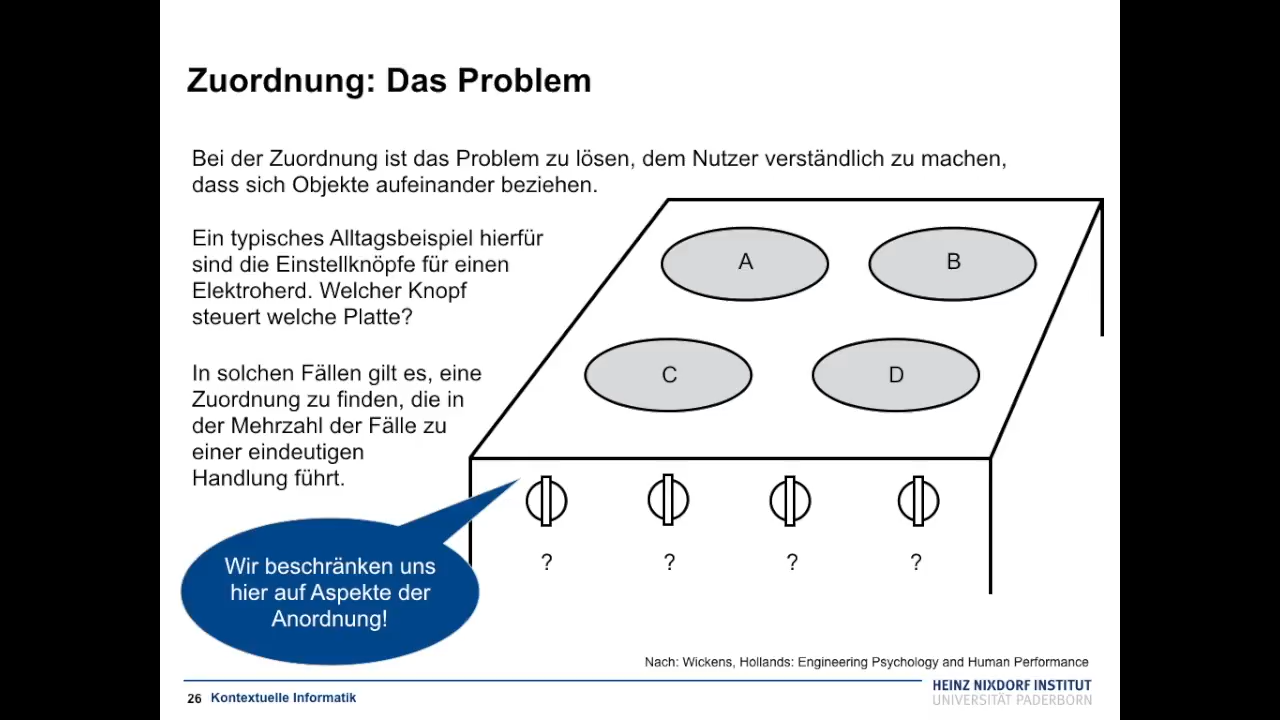 Zuordnung: Das Problem
Bei der Zuordnung ist das Problem zu lösen, dem Nutzer verständlich zu machen,
dass sich Objekte aufeinander beziehen.
Ein typisches Alltagsbeispiel hierfür
sind die Einstellknöpfe für einen
Elektroherd. Welcher Knopf
steuert welche Platte?
In solchen Fällen gilt es, eine
Zuordnung zu finden, die in
der Mehrzahl der Fälle zu
einer eindeutigen
Handlung führt.
A B
C D
? ? ? ?
Wir beschränken uns
hier auf Aspekte der
Anordnung!
Nach: Wickens, Hollands: Engineering Psychology and Human Performance
26 Kontextuelle Informatik
HEINZ NIXDORF INSTITUT
UNIVERSITÄT PADERBORN